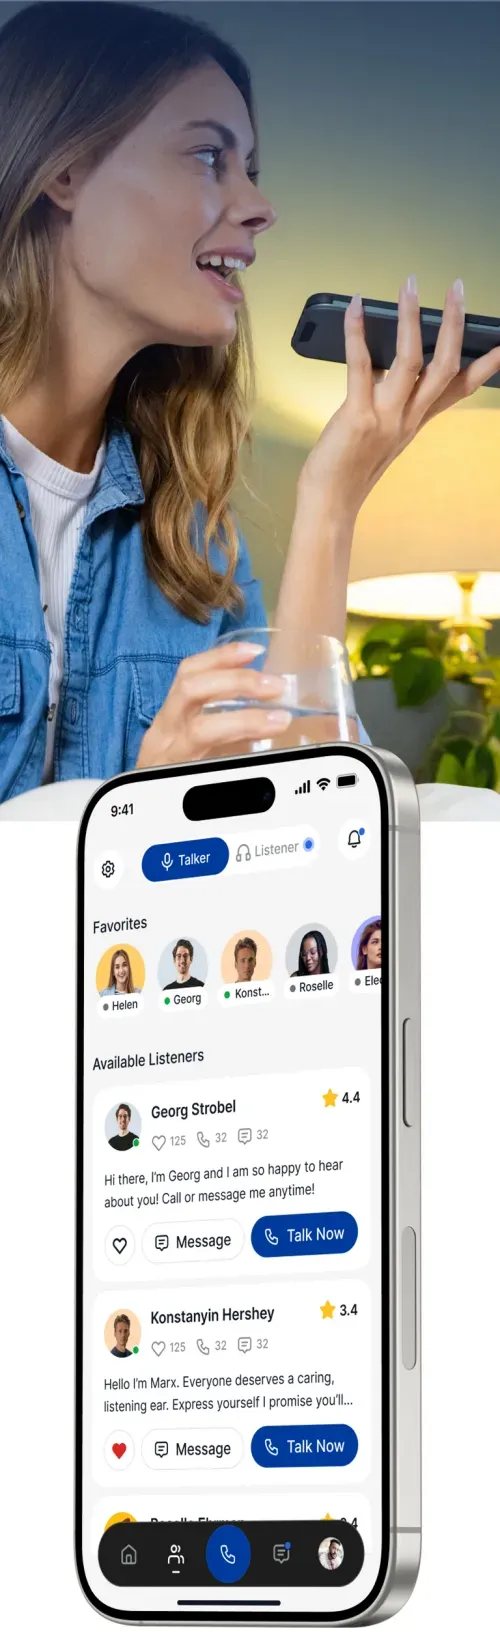 9:41
Talker
Listener
Favorites
Helen
Georg
Konst...
Roselle
Available Listeners
Georg Strobel
4.4
125
32
32
Hi there, I'm Georg and I am so happy to hear
about you! Call or message me anytime!
Message
Talk Now
Konstanyin Hershey
3.4
125
32
32
Hello I'm Marx. Everyone deserves a caring,
listening ear. Express yourself I promise you'll...
Message
Talk Now